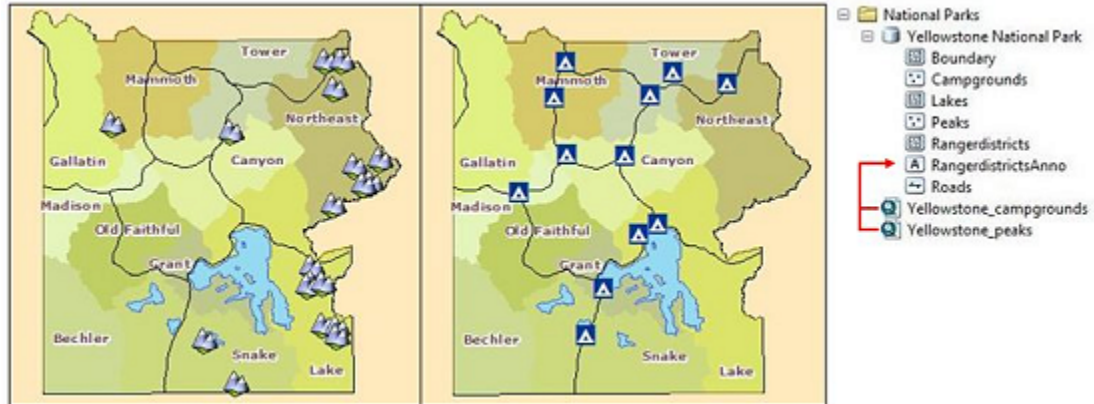 Tower
Mammoth
Northeast
Gallatin
Canyon
Madison
Old Faithful
Grant
Bechler
Snake
Lake
Tower
Mammoth
Northeast
Gallatin
Canyon
Madison
Old Faithful
Grant
Bechler
Snake
Lake
National Parks
Yellowstone National Park
Boundary
Campgrounds
Lakes
Peaks
Rangerdistricts
A RangerdistrictsAnno
Roads
Yellowstone_campgrounds
Yellowstone_peaks